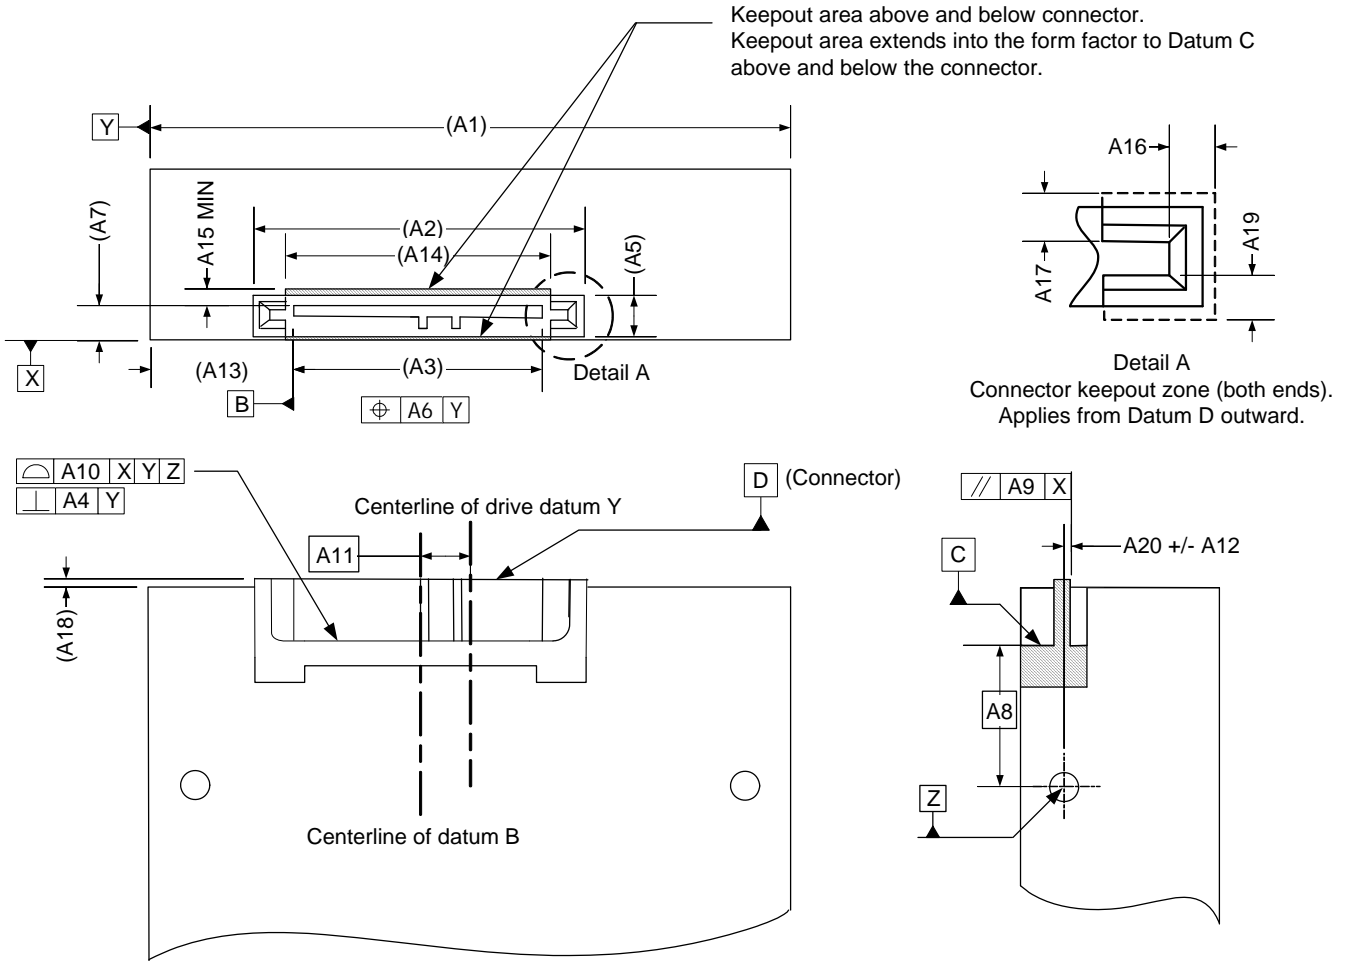 Keepout area above and below connector.
Keepout area extends into the form factor to Datum C
above and below the connector.
Y
(A1)
A16
A15 MIN
(A7)
(A2)
(A14)
(A5)
A17
A19
X
(A13)
(A3)
Detail A
B
A6 Y
Detail A
Connector keepout zone (both ends).
Applies from Datum D outward.
A10 X Y Z
A4 Y
Centerline of drive datum Y
D (Connector)
// A9 X
A11
A20 +/- A12
C
(A18)
A8
Z
Centerline of datum B